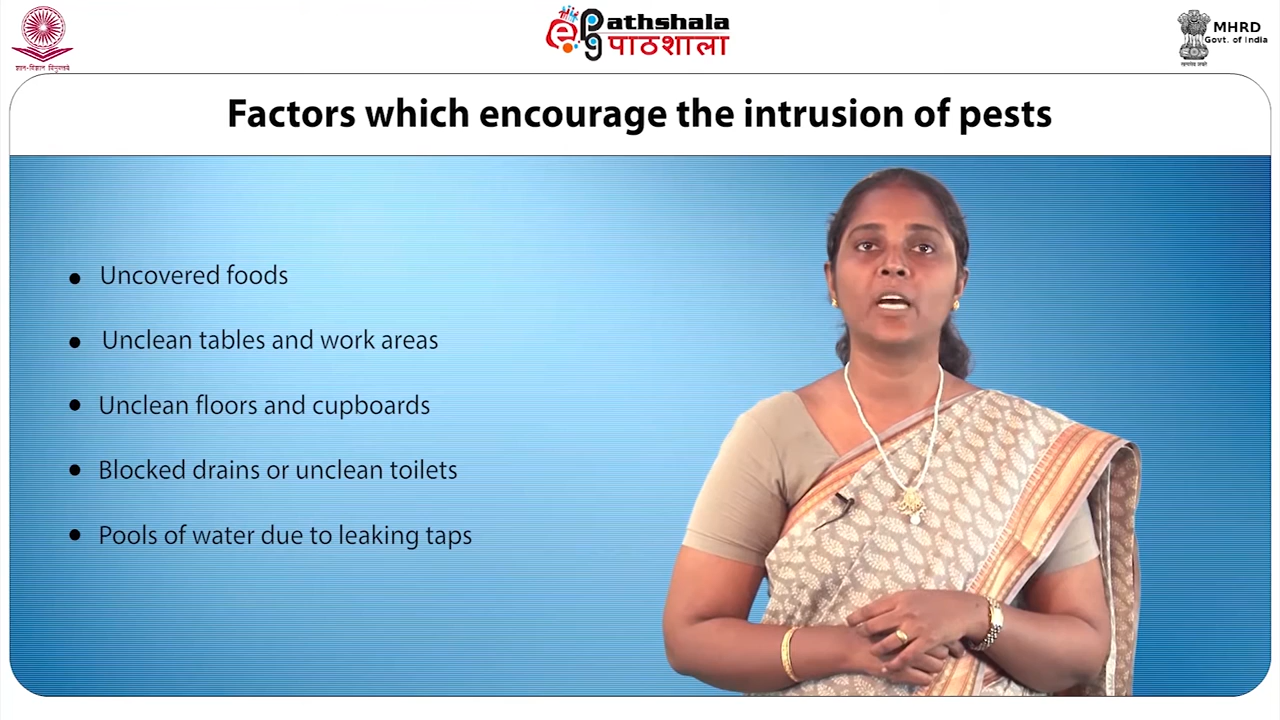 ePathshala
पाठशाला
MHRD
Govt. of India
Factors which encourage the intrusion of pests
Uncovered foods
Unclean tables and work areas
Unclean floors and cupboards
Blocked drains or unclean toilets
Pools of water due to leaking taps